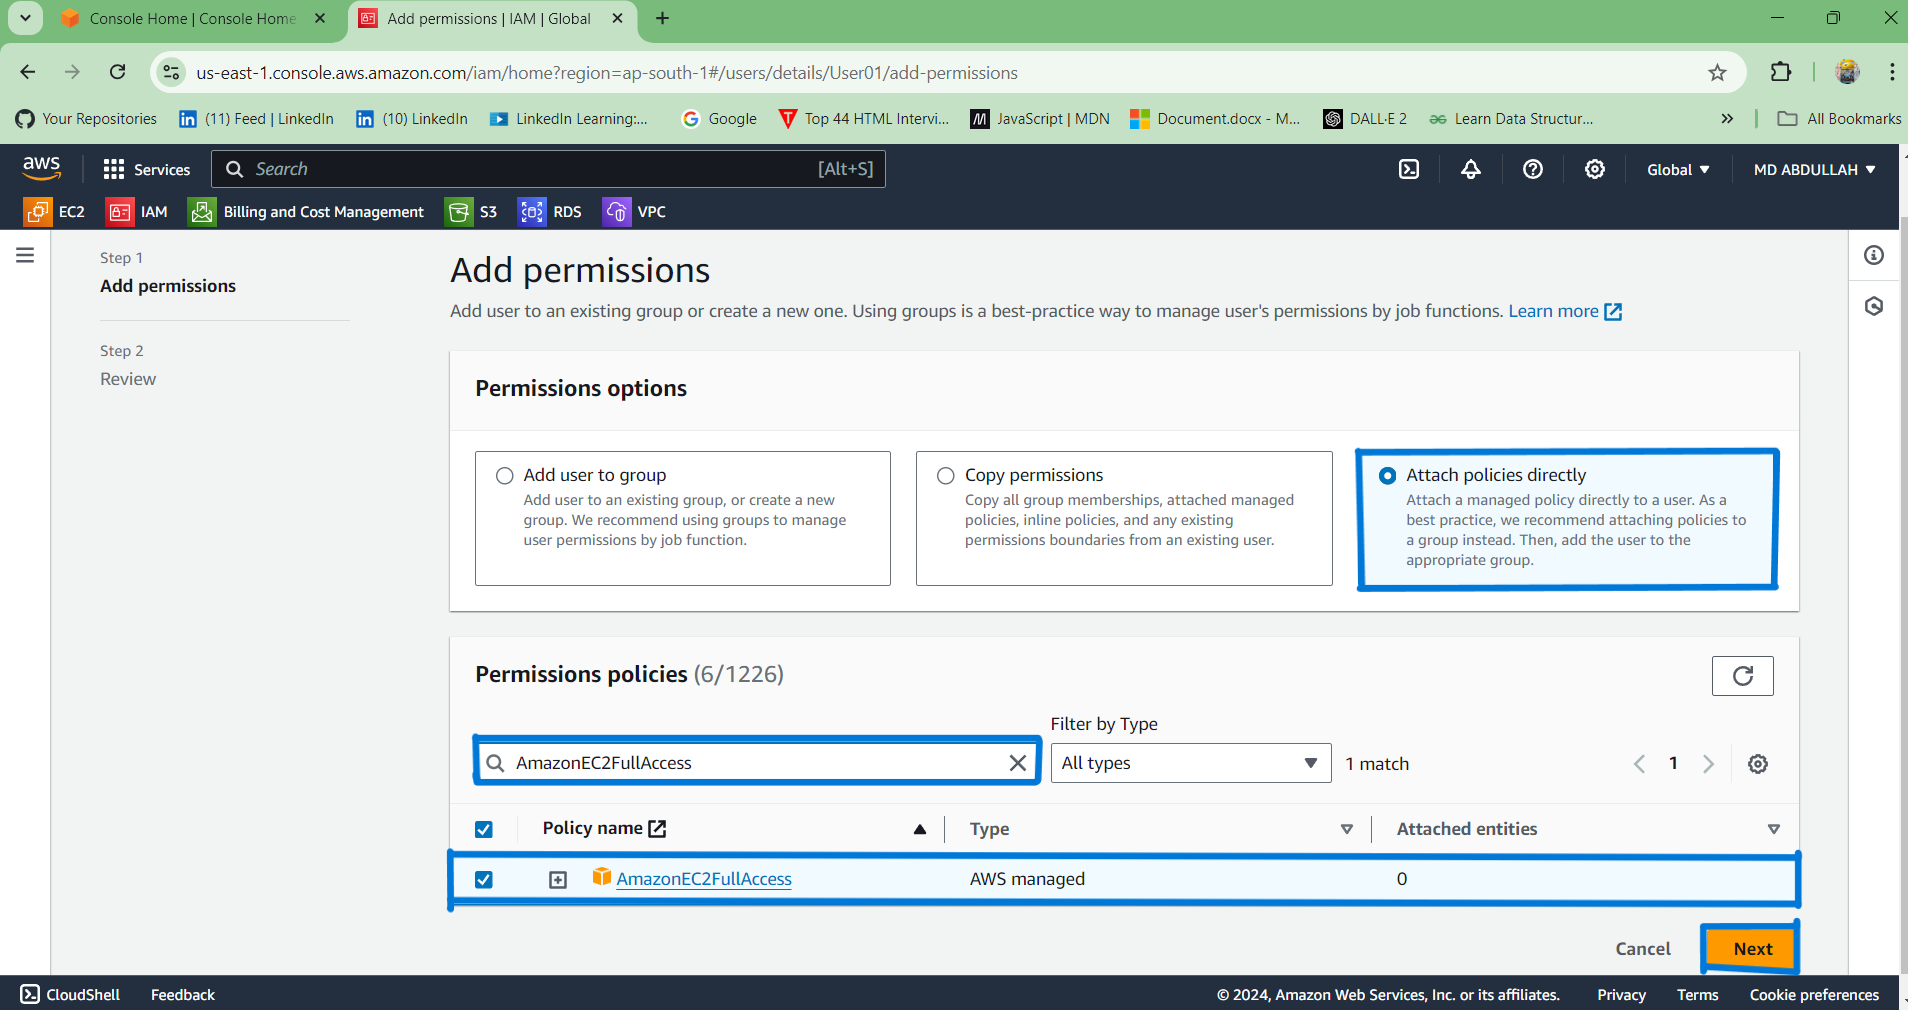 Console Home | Console Home
Add permissions | IAM | Global
us-east-1.console.aws.amazon.com/iam/home?region=ap-south-1#/users/details/User01/add-permissions
Your Repositories
(11) Feed | LinkedIn
(10) LinkedIn
LinkedIn Learning:...
Google
Top 44 HTML Intervi...
JavaScript | MDN
Document.docx - M...
DALL·E 2
Learn Data Structur...
All Bookmarks
aws
Services
Search
[Alt+S]
Global
MD ABDULLAH
EC2
IAM
Billing and Cost Management
S3
RDS
VPC
Step 1
Add permissions
Step 2
Review
Add permissions
Add user to an existing group or create a new one. Using groups is a best-practice way to manage user's permissions by job functions. Learn more
Permissions options
Add user to group
Add user to an existing group, or create a new
group. We recommend using groups to manage
user permissions by job function.
Copy permissions
Copy all group memberships, attached managed
policies, inline policies, and any existing
permissions boundaries from an existing user.
Attach policies directly
Attach a managed policy directly to a user. As a
best practice, we recommend attaching policies to
a group instead. Then, add the user to the
appropriate group.
Permissions policies (6/1226)
Filter by Type
AmazonEC2FullAccess
All types
1 match
1
Policy name
Type
Attached entities
AmazonEC2FullAccess
AWS managed
0
Cancel
Next
CloudShell
Feedback
© 2024, Amazon Web Services, Inc. or its affiliates.
Privacy
Terms
Cookie preferences